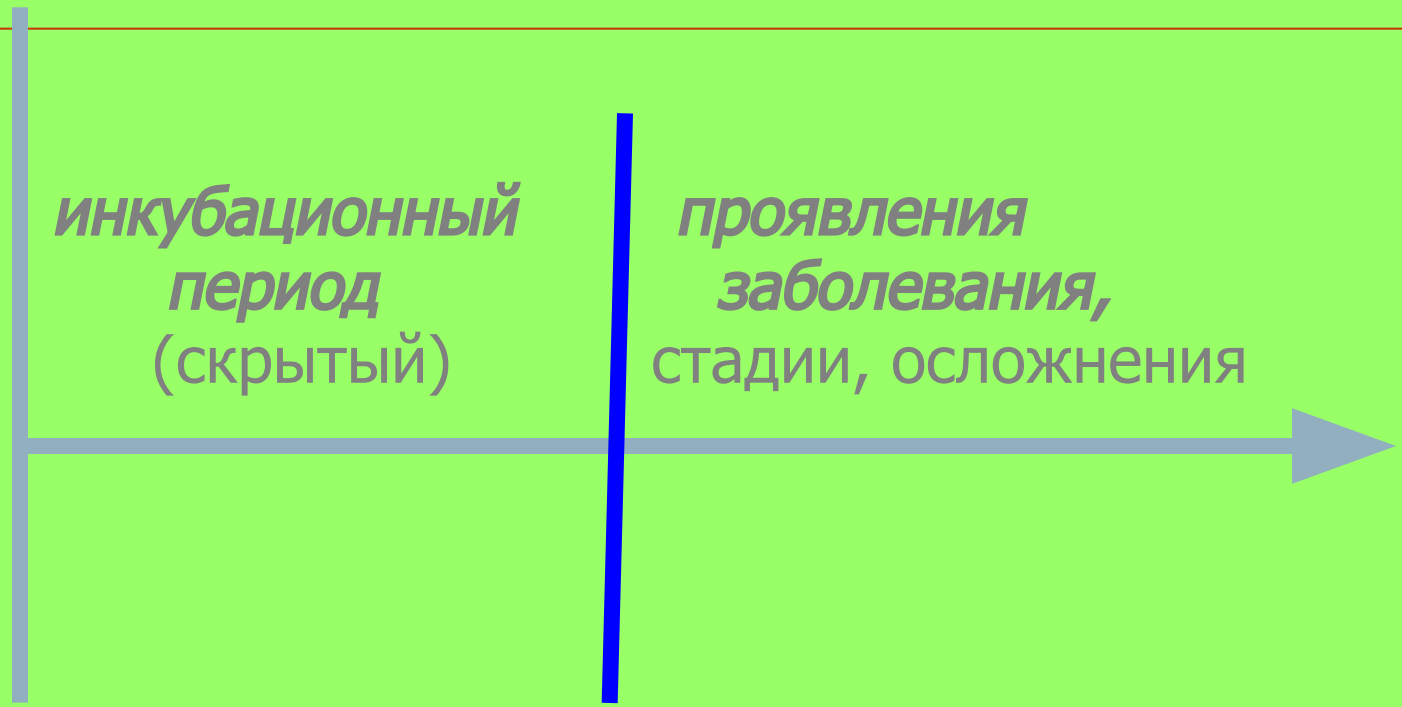 инкубационный
период
(скрытый)
проявления
заболевания,
стадии, осложнения